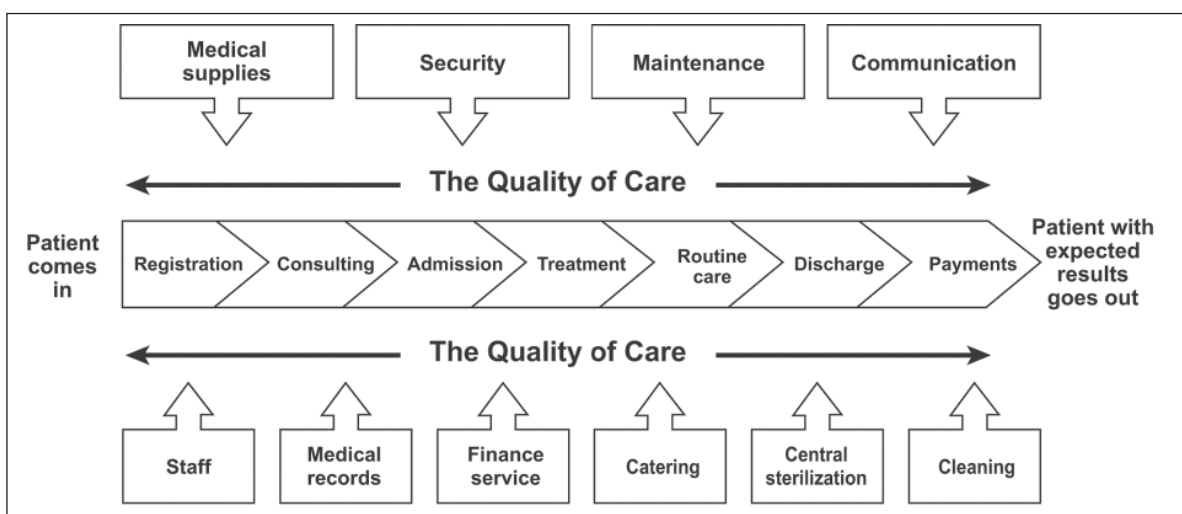 Medical
supplies
Security
Maintenance
Communication
The Quality of Care
Patient
comes
in
Registration
Consulting
Admission
Treatment
Routine
care
Discharge
Payments
Patient with
expected
results
goes out
The Quality of Care
Staff
Medical
records
Finance
service
Catering
Central
sterilization
Cleaning